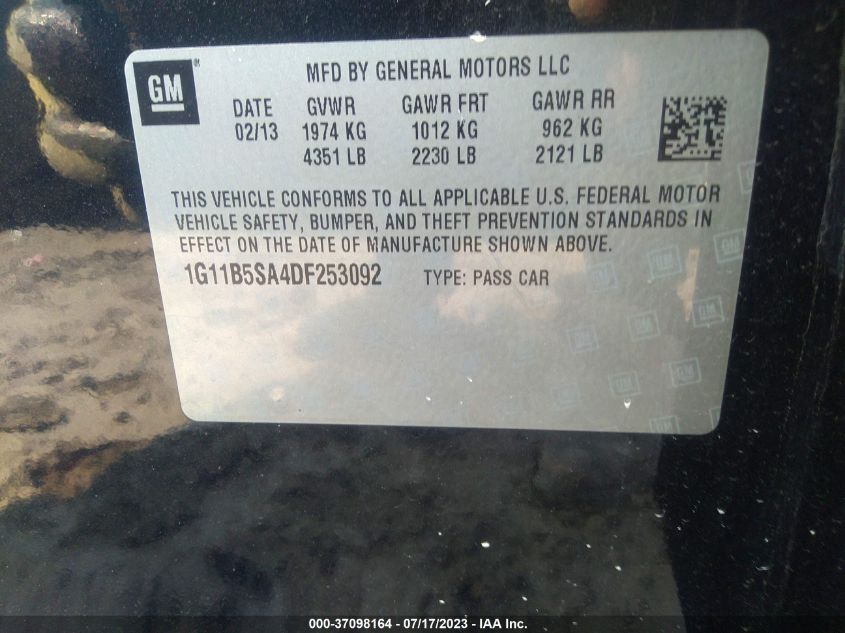 GM ® MFD BY GENERAL MOTORS LLC
DATE GVWR GAWR FRT GAWR RR
02/13 1974 KG 1012 KG 962 KG
4351 LB 2230 LB 2121 LB
THIS VEHICLE CONFORMS TO ALL APPLICABLE U.S. FEDERAL MOTOR
VEHICLE SAFETY, BUMPER, AND THEFT PREVENTION STANDARDS IN
EFFECT ON THE DATE OF MANUFACTURE SHOWN ABOVE.
1G11B5SA4DF253092 TYPE: PASS CAR
000-37098164 - 07/17/2023 - IAA Inc.